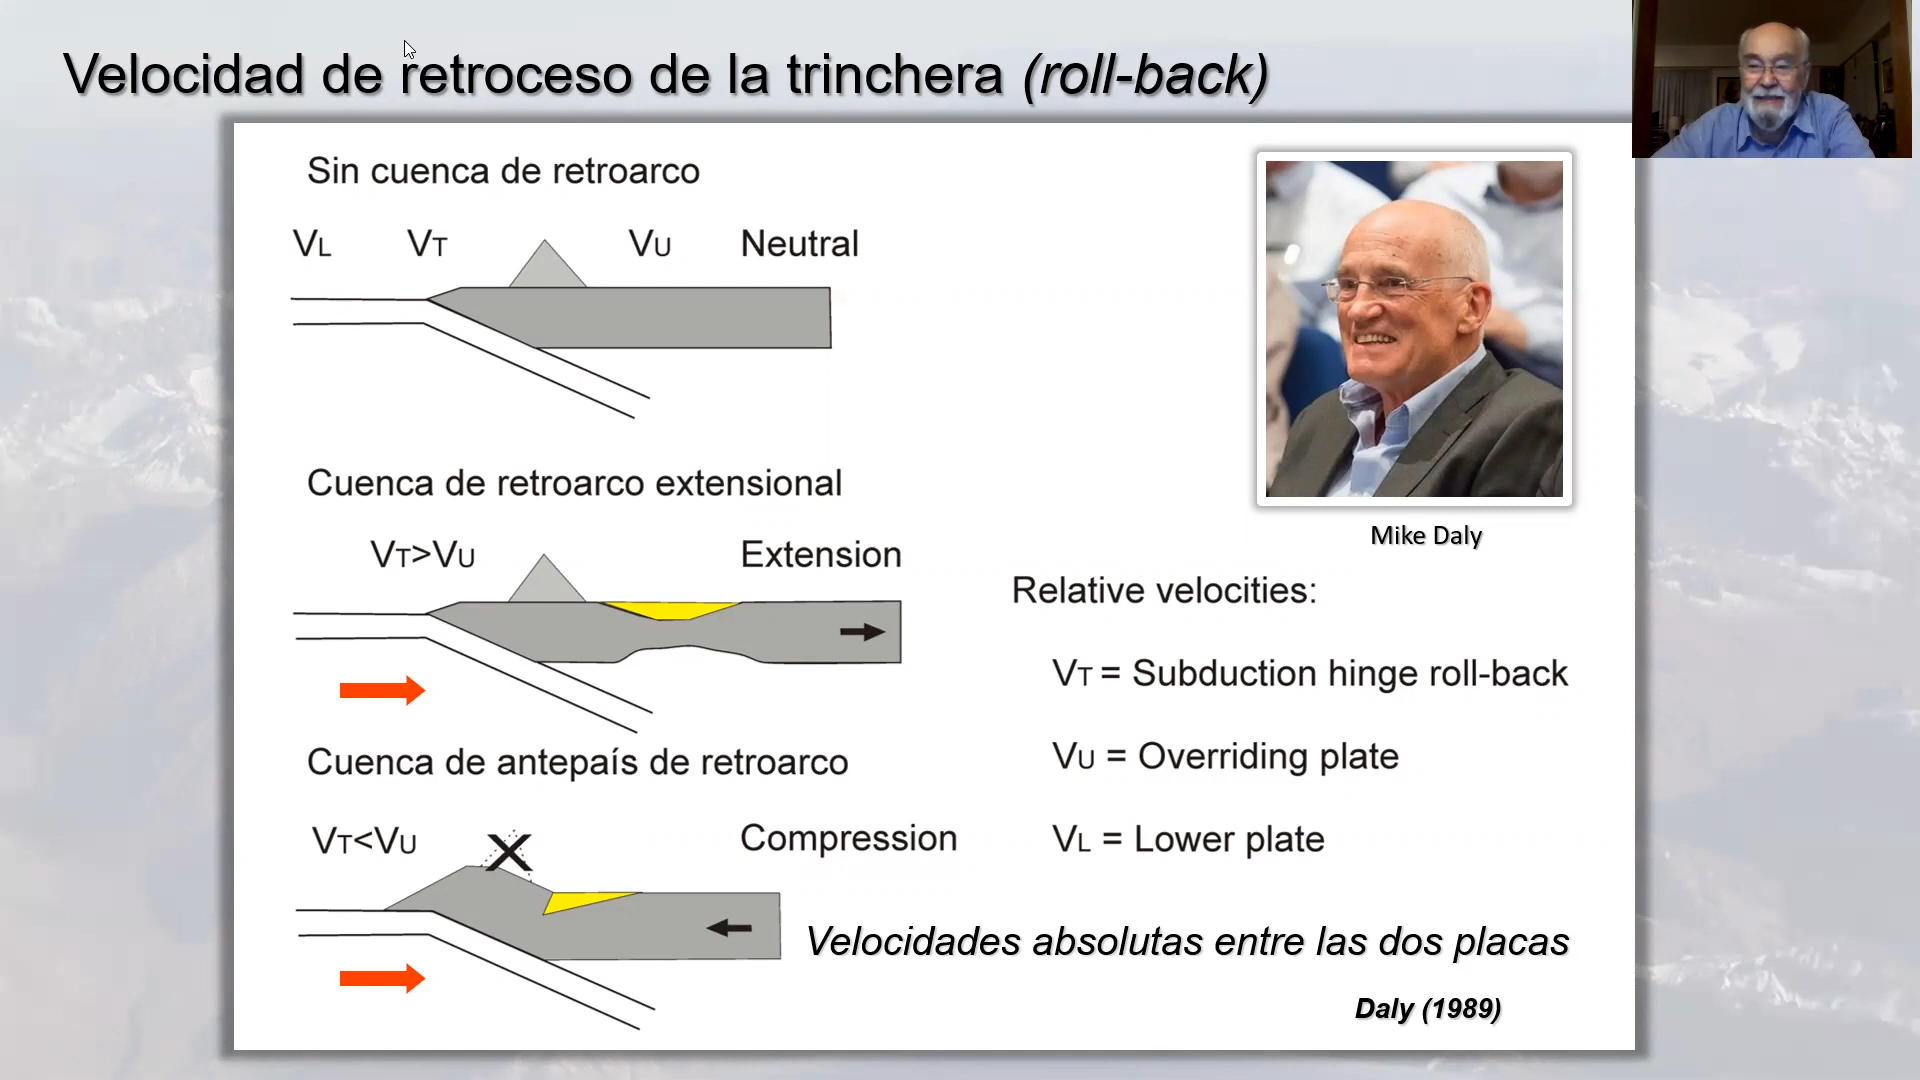 Velocidad de retroceso de la trinchera (roll-back)
Sin cuenca de retroarco
VL VT VU Neutral
Cuenca de retroarco extensional
VT>VU Extension
Cuenca de antepaís de retroarco
VT<VU X Compression
Mike Daly
Relative velocities:
VT = Subduction hinge roll-back
VU = Overriding plate
VL = Lower plate
Velocidades absolutas entre las dos placas
Daly (1989)